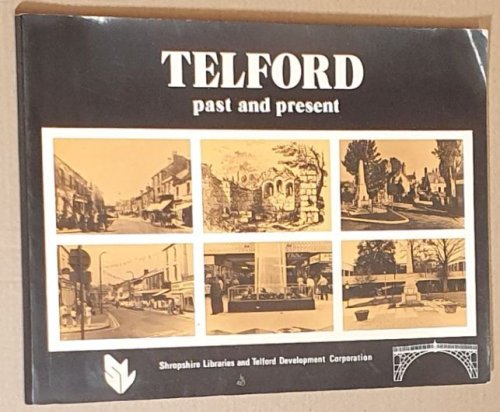 TELFORD
past and present
Shropshire Libraries and Telford Development Corporation